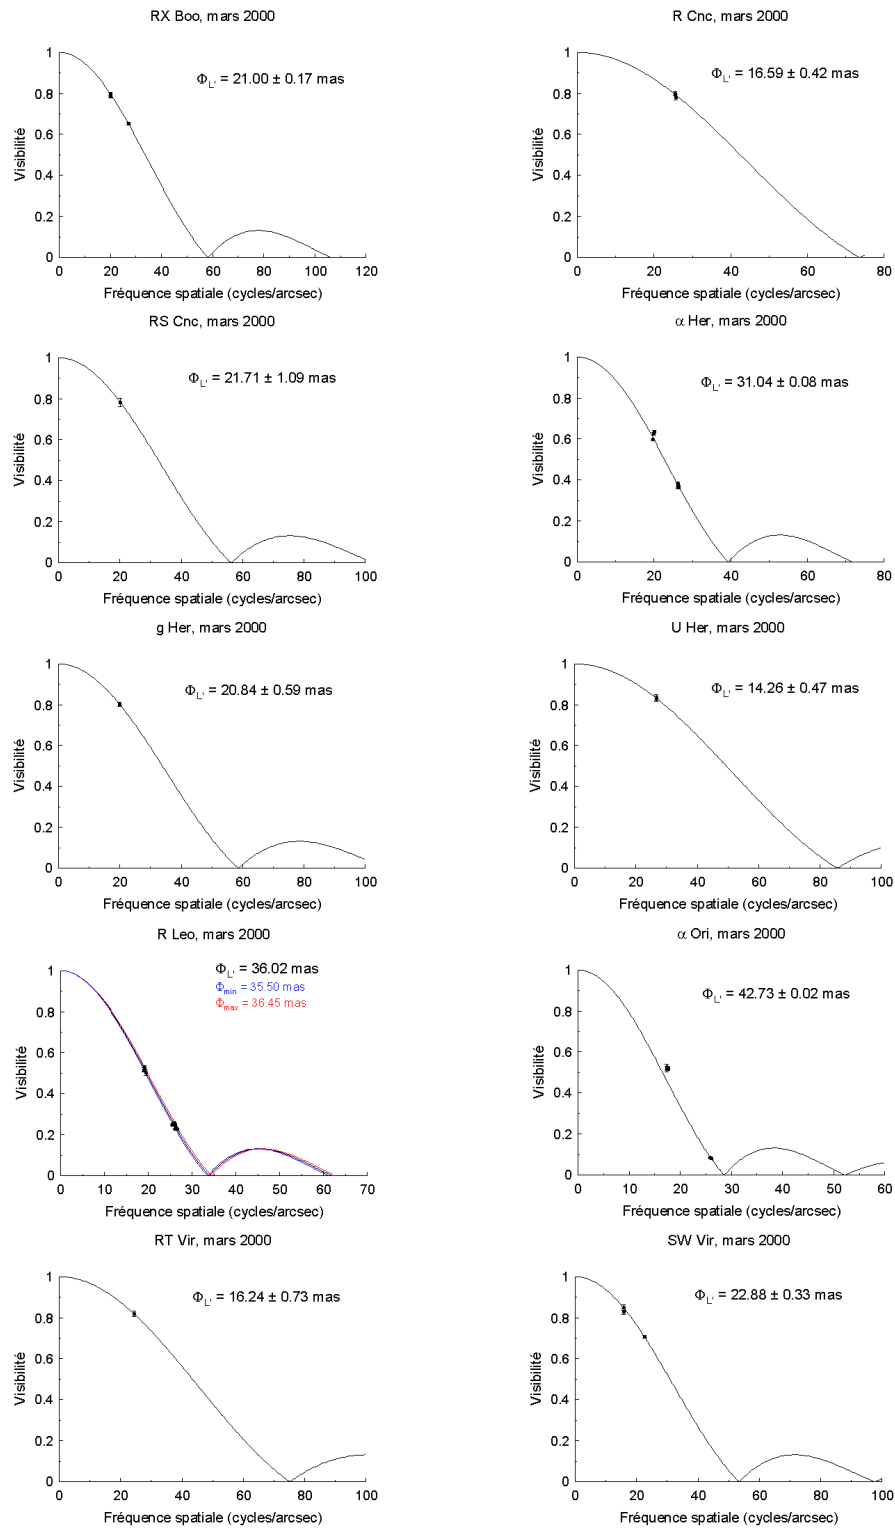 RX Boo, mars 2000
ΦL' = 21.00 ± 0.17 mas
Visibilité
1
0.8
0.6
0.4
0.2
0
0 20 40 60 80 100 120
Fréquence spatiale (cycles/arcsec)
R Cnc, mars 2000
ΦL' = 16.59 ± 0.42 mas
Visibilité
1
0.8
0.6
0.4
0.2
0
0 20 40 60 80
Fréquence spatiale (cycles/arcsec)
RS Cnc, mars 2000
ΦL' = 21.71 ± 1.09 mas
Visibilité
1
0.8
0.6
0.4
0.2
0
0 20 40 60 80 100
Fréquence spatiale (cycles/arcsec)
α Her, mars 2000
ΦL' = 31.04 ± 0.08 mas
Visibilité
1
0.8
0.6
0.4
0.2
0
0 20 40 60 80
Fréquence spatiale (cycles/arcsec)
g Her, mars 2000
ΦL' = 20.84 ± 0.59 mas
Visibilité
1
0.8
0.6
0.4
0.2
0
0 20 40 60 80 100
Fréquence spatiale (cycles/arcsec)
U Her, mars 2000
ΦL' = 14.26 ± 0.47 mas
Visibilité
1
0.8
0.6
0.4
0.2
0
0 20 40 60 80 100
Fréquence spatiale (cycles/arcsec)
R Leo, mars 2000
ΦL' = 36.02 mas
Φmin = 35.50 mas
Φmax = 36.45 mas
Visibilité
1
0.8
0.6
0.4
0.2
0
0 10 20 30 40 50 60 70
Fréquence spatiale (cycles/arcsec)
α Ori, mars 2000
ΦL' = 42.73 ± 0.02 mas
Visibilité
1
0.8
0.6
0.4
0.2
0
0 10 20 30 40 50 60
Fréquence spatiale (cycles/arcsec)
RT Vir, mars 2000
ΦL' = 16.24 ± 0.73 mas
Visibilité
1
0.8
0.6
0.4
0.2
0
0 20 40 60 80 100
Fréquence spatiale (cycles/arcsec)
SW Vir, mars 2000
ΦL' = 22.88 ± 0.33 mas
Visibilité
1
0.8
0.6
0.4
0.2
0
0 20 40 60 80 100
Fréquence spatiale (cycles/arcsec)